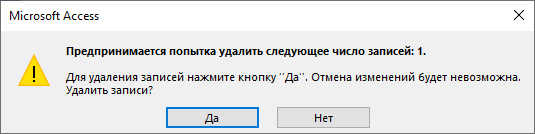 Microsoft Access
Предпринимается попытка удалить следующее число записей: 1.
Для удаления записей нажмите кнопку "Да". Отмена изменений будет невозможна.
Удалить записи?
Да
Нет